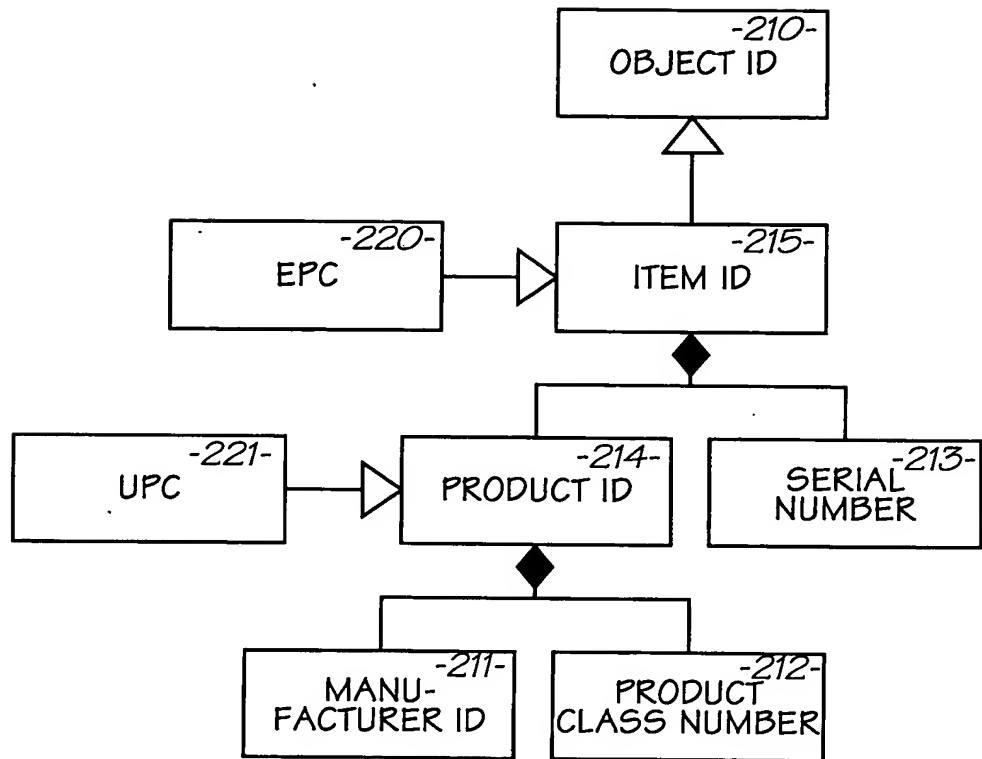 -210-
OBJECT ID
-220-
EPC
-215-
ITEM ID
-221-
UPC
-214-
PRODUCT ID
-213-
SERIAL
NUMBER
-211-
MANU-
FACTURER ID
-212-
PRODUCT
CLASS NUMBER